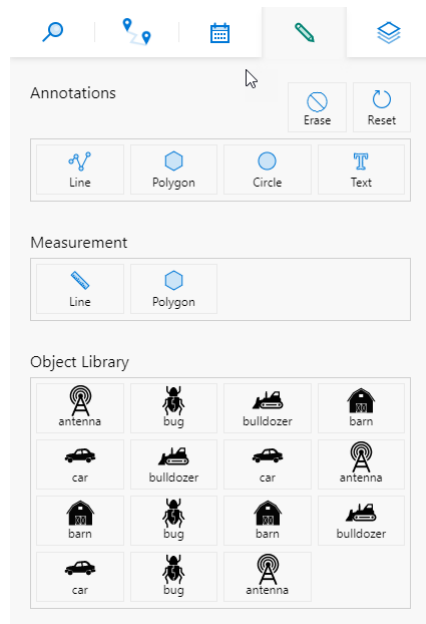 Annotations
Erase Reset
Line Polygon Circle Text
Measurement
Line Polygon
Object Library
antenna bug bulldozer barn
car bulldozer car antenna
barn bug barn bulldozer
car bug antenna